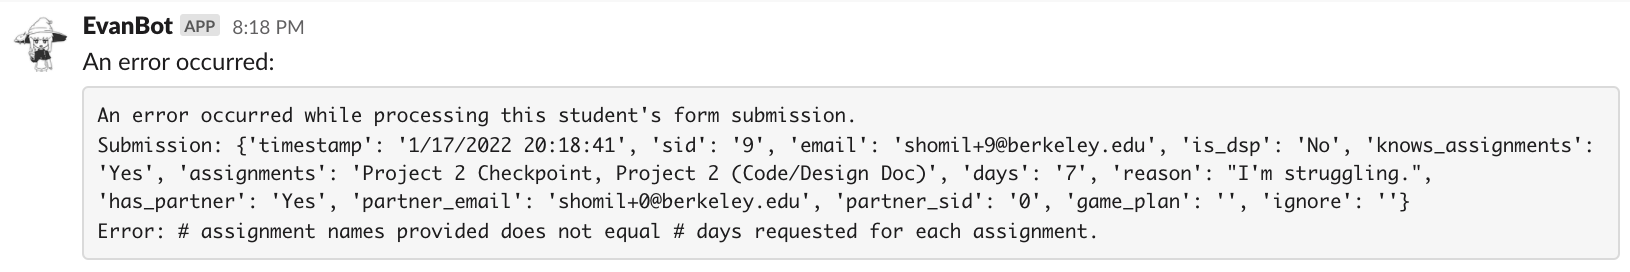 EvanBot APP 8:18 PM
An error occurred:
An error occurred while processing this student's form submission.
Submission: {'timestamp': '1/17/2022 20:18:41', 'sid': '9', 'email': 'shomil+9@berkeley.edu', 'is_dsp': 'No', 'knows_assignments':
'Yes', 'assignments': 'Project 2 Checkpoint, Project 2 (Code/Design Doc)', 'days': '7', 'reason': "I'm struggling.",
'has_partner': 'Yes', 'partner_email': 'shomil+0@berkeley.edu', 'partner_sid': '0', 'game_plan': '', 'ignore': ''}
Error: # assignment names provided does not equal # days requested for each assignment.